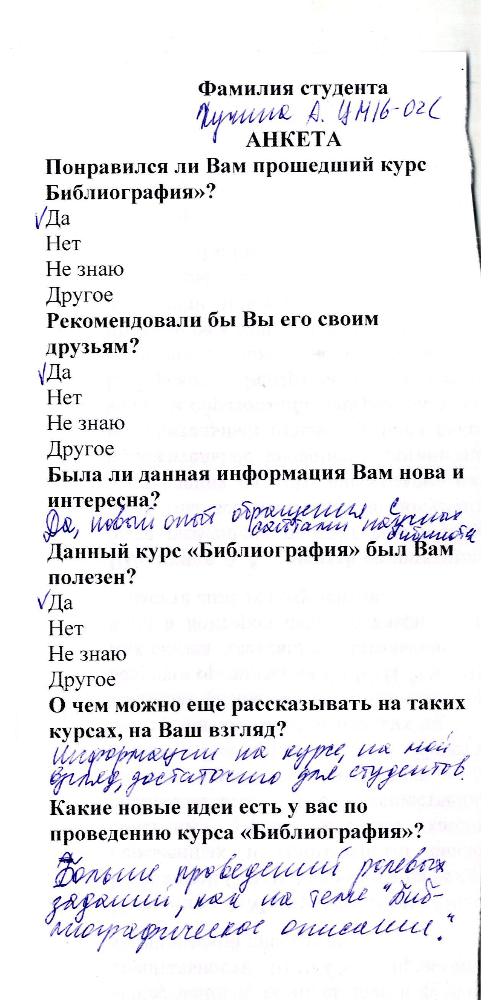 Фамилия студента
А. ЦМ16-02С
АНКЕТА
Понравился ли Вам прошедший курс
Библиография»?
Да
Нет
Не знаю
Другое
Рекомендовали бы Вы его своим
друзьям?
Да
Нет
Не знаю
Другое
Была ли данная информация Вам нова и
интересна?
Да, новый опыт обращения с
сайтами научных
библиотек
Данный курс «Библиография» был Вам
полезен?
Да
Нет
Не знаю
Другое
О чем можно еще рассказывать на таких
курсах, на Ваш взгляд?
Информации на курсе, на мой
взгляд, достаточно для студентов.
Какие новые идеи есть у вас по
проведению курса «Библиография»?
Больше проведений ролевых
заданий, как на теме "Биб-
лиографическое описание."